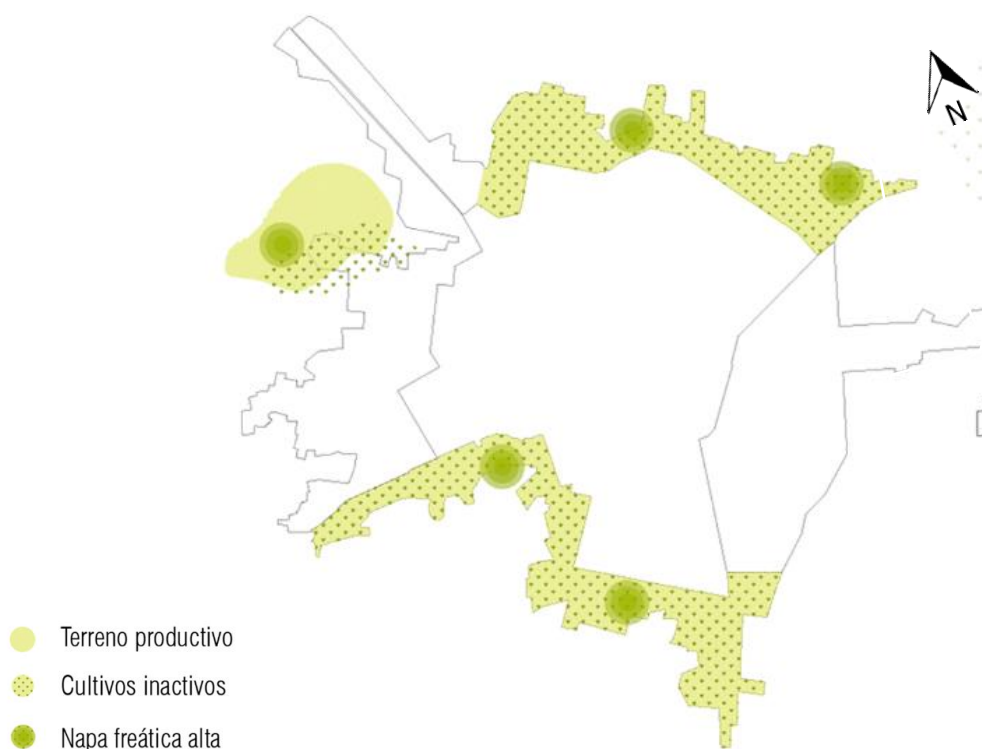 N
Terreno productivo
Cultivos inactivos
Napa freática alta